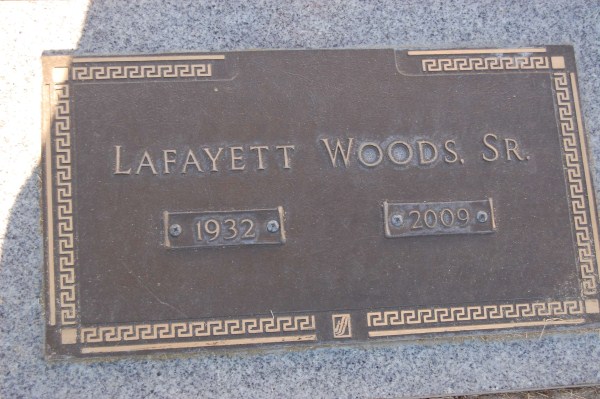 LAFAYETT WOODS, SR.
1932 2009